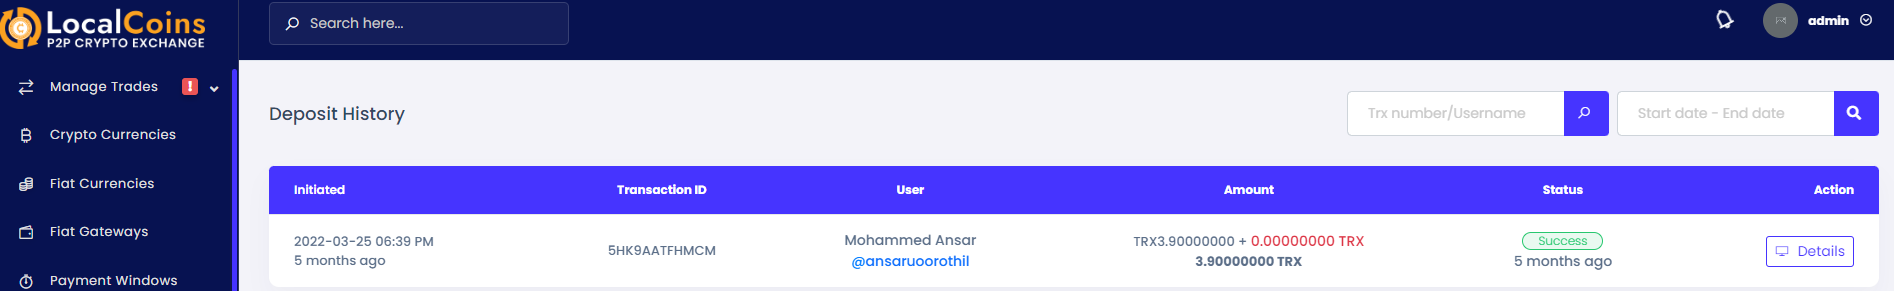 LocalCoins
P2P CRYPTO EXCHANGE
Search here...
admin
Manage Trades
!
Crypto Currencies
Fiat Currencies
Fiat Gateways
Payment Windows
Deposit History
Trx number/Username
Start date - End date
Initiated Transaction ID User Amount Status Action
2022-03-25 06:39 PM
5 months ago
5HK9AATFHMCM
Mohammed Ansar
@ansaruoorothil
TRX3.90000000 + 0.00000000 TRX
3.90000000 TRX
Success
5 months ago
Details